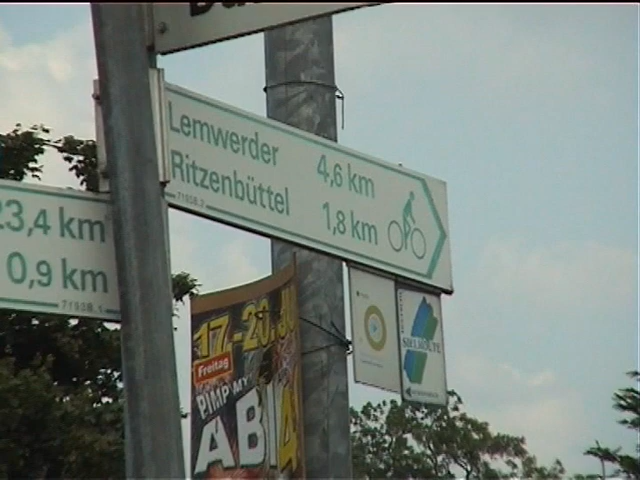 Lemwerder 4,6 km
Ritzenbüttel 1,8 km
23,4 km
0,9 km
17.-20.
Freitag
PIMP MY
ABI
SIELROUTE